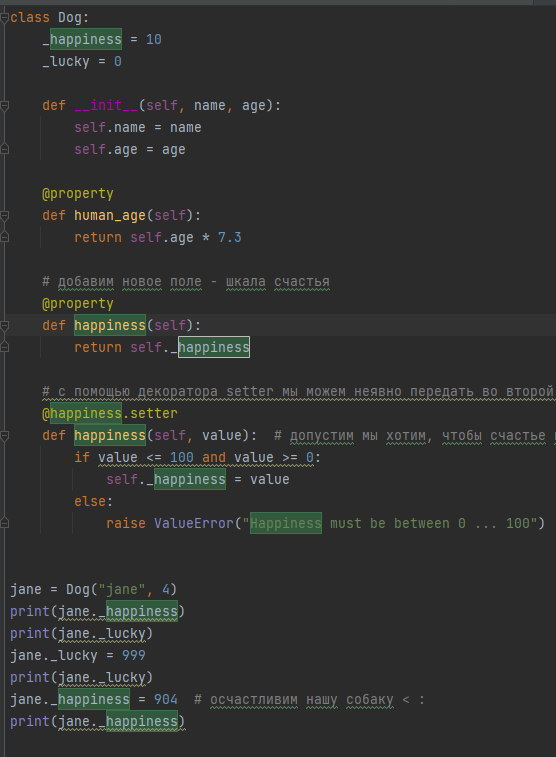 class Dog:
    _happiness = 10
    _lucky = 0
    def __init__(self, name, age):
        self.name = name
        self.age = age
    @property
    def human_age(self):
        return self.age * 7.3
    # добавим новое поле - шкала счастья
    @property
    def happiness(self):
        return self._happiness
    # с помощью декоратора setter мы можем неявно передать во второй
    @happiness.setter
    def happiness(self, value):  # допустим мы хотим, чтобы счастье
        if value <= 100 and value >= 0:
            self._happiness = value
        else:
            raise ValueError("Happiness must be between 0 ... 100")
jane = Dog("jane", 4)
print(jane._happiness)
print(jane._lucky)
jane._lucky = 999
print(jane._lucky)
jane._happiness = 904  # осчастливим нашу собаку < :
print(jane._happiness)